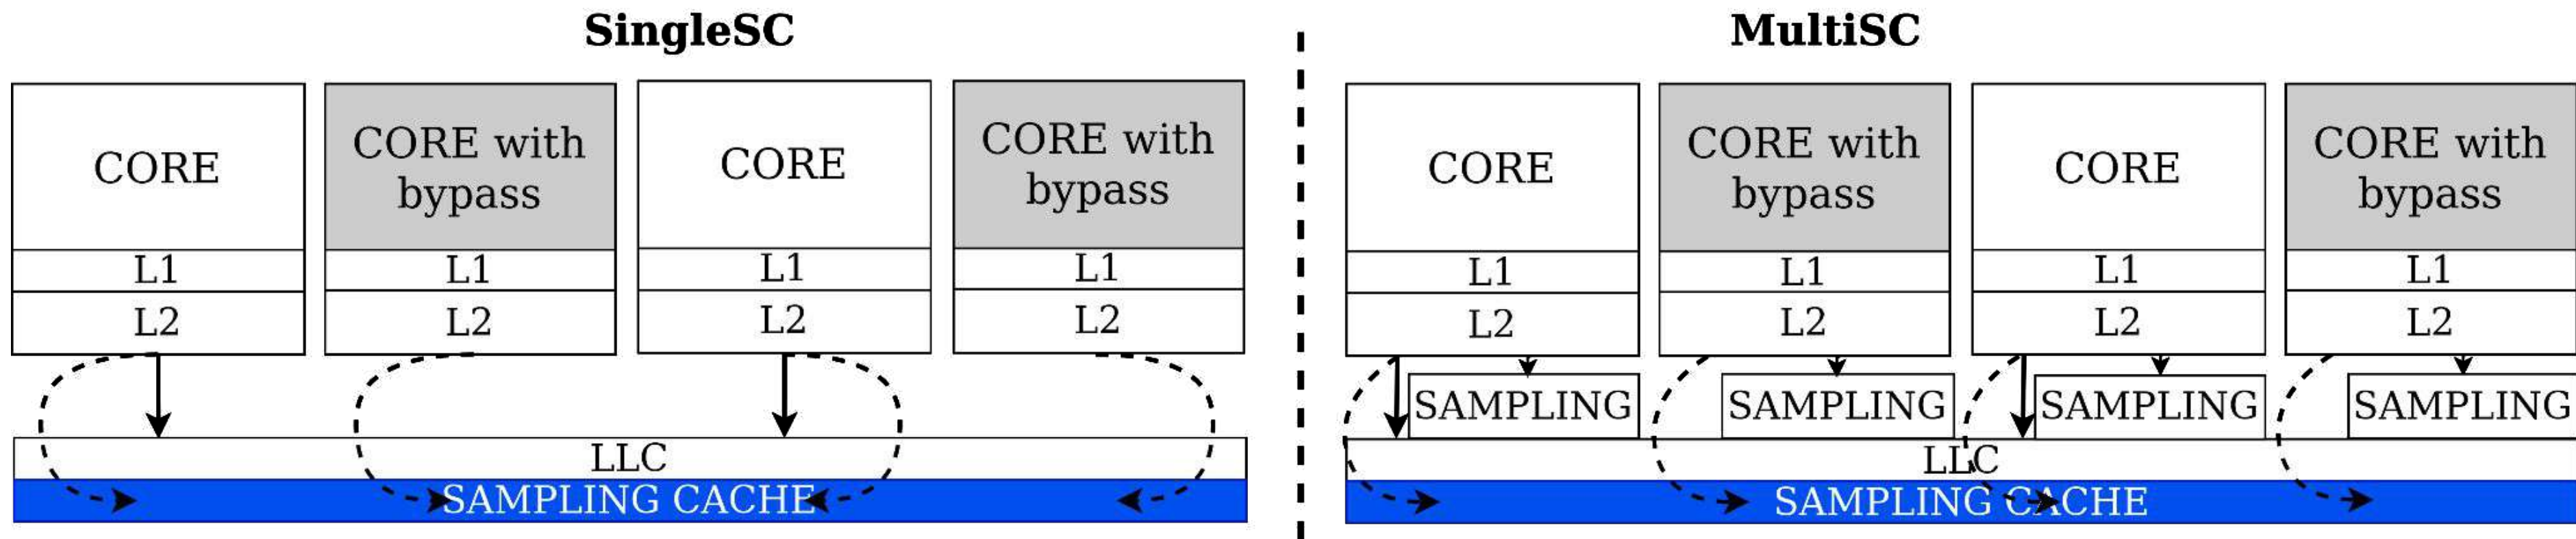 SingleSC
CORE
L1
L2
CORE with
bypass
L1
L2
CORE
L1
L2
CORE with
bypass
L1
L2
LLC
SAMPLING CACHE
MultiSC
CORE
L1
L2
SAMPLING
CORE with
bypass
L1
L2
SAMPLING
CORE
L1
L2
SAMPLING
CORE with
bypass
L1
L2
SAMPLING
LLC
SAMPLING CACHE